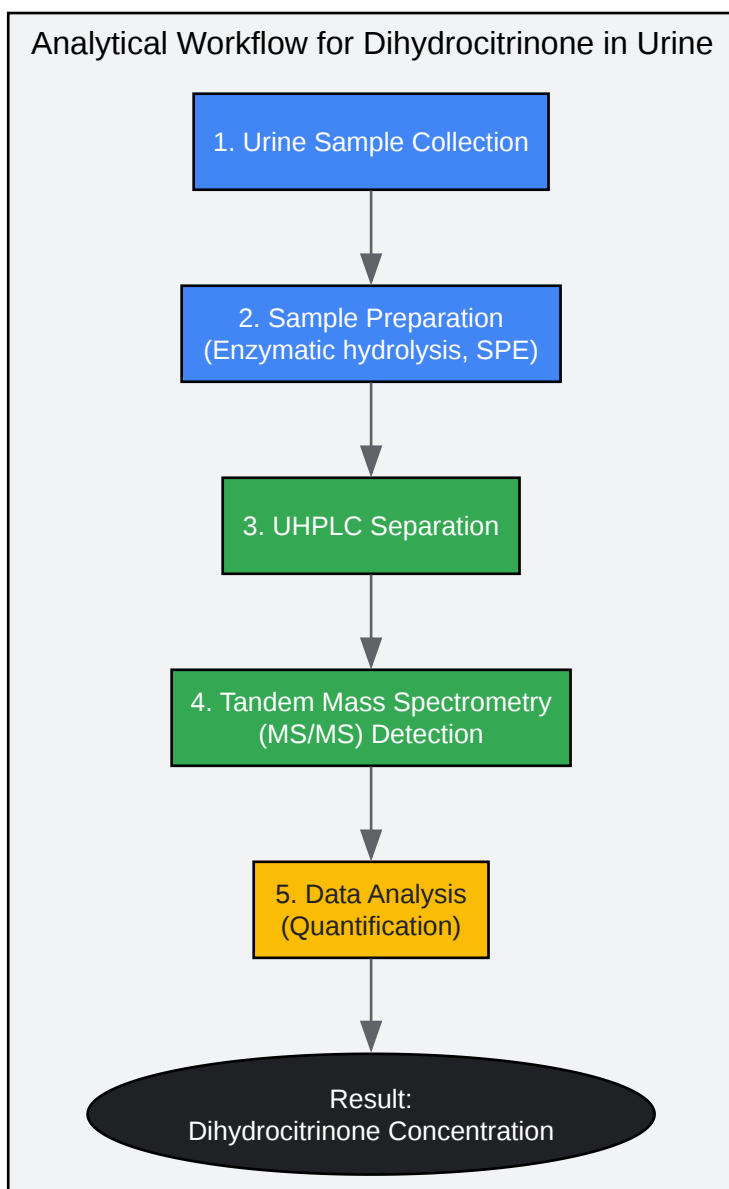 Analytical Workflow for Dihydrocitrinone in Urine
1. Urine Sample Collection
2. Sample Preparation
(Enzymatic hydrolysis, SPE)
3. UHPLC Separation
4. Tandem Mass Spectrometry
(MS/MS) Detection
5. Data Analysis
(Quantification)
Result:
Dihydrocitrinone Concentration